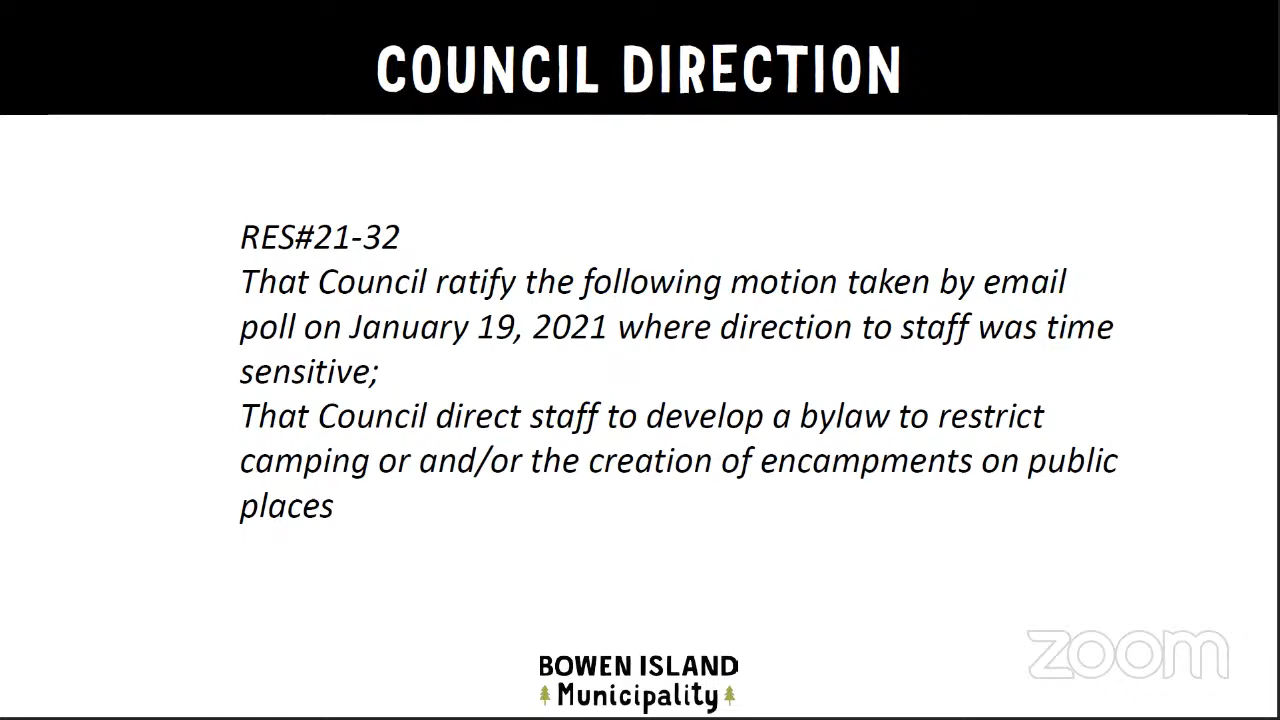 COUNCIL DIRECTION
RES#21-32
That Council ratify the following motion taken by email
poll on January 19, 2021 where direction to staff was time
sensitive;
That Council direct staff to develop a bylaw to restrict
camping or and/or the creation of encampments on public
places
zoom
BOWEN ISLAND
Municipality